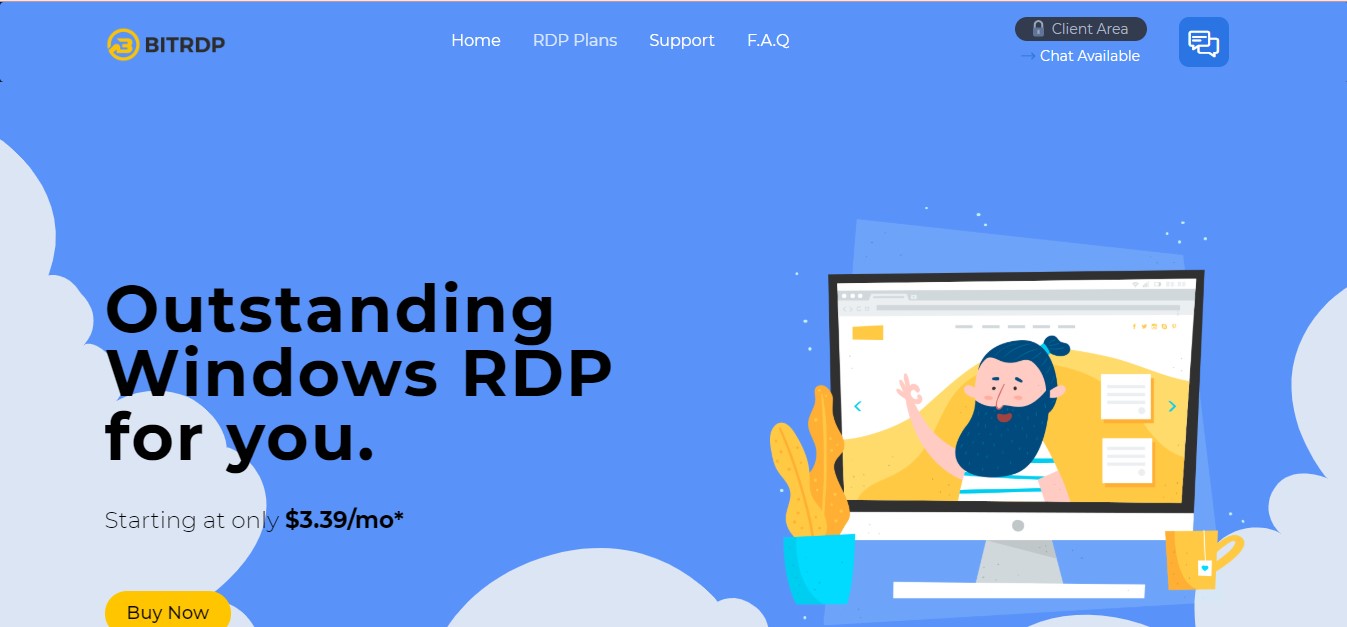 BITRDP
Home
RDP Plans
Support
F.A.Q
Client Area
Chat Available
Outstanding
Windows RDP
for you.
Starting at only $3.39/mo*
Buy Now